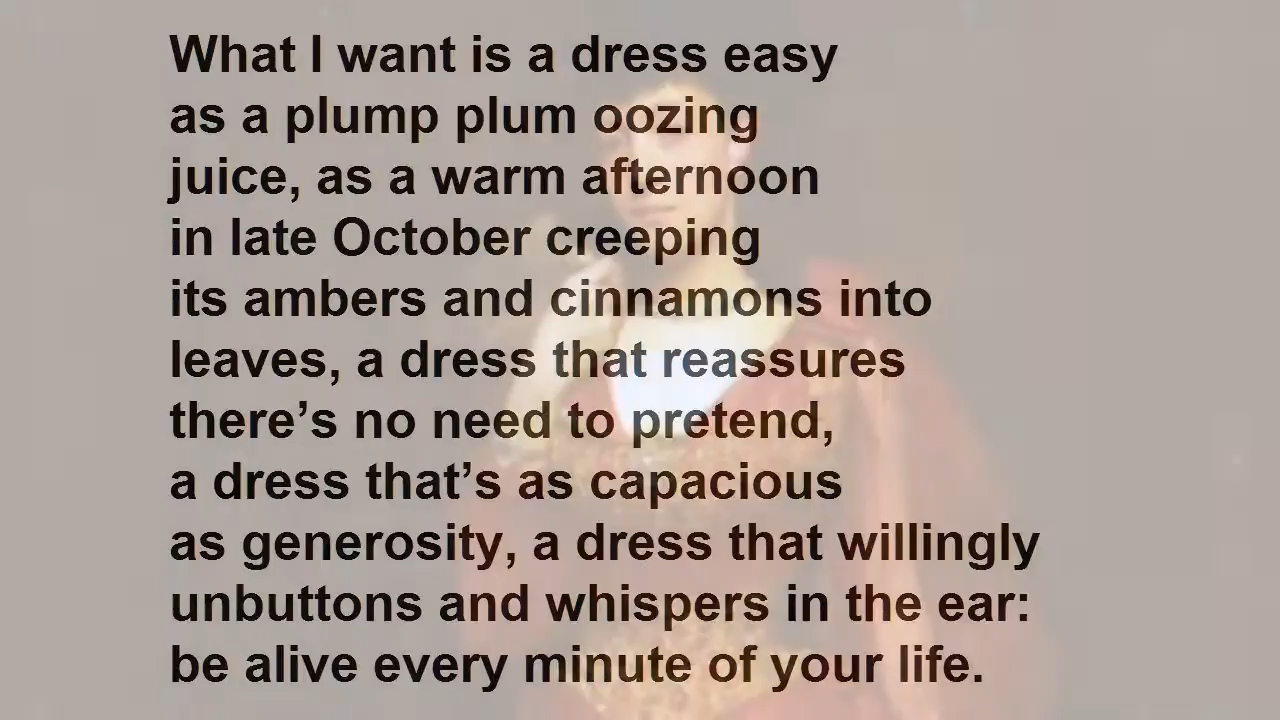 What I want is a dress easy
as a plump plum oozing
juice, as a warm afternoon
in late October creeping
its ambers and cinnamons into
leaves, a dress that reassures
there’s no need to pretend,
a dress that’s as capacious
as generosity, a dress that willingly
unbuttons and whispers in the ear:
be alive every minute of your life.